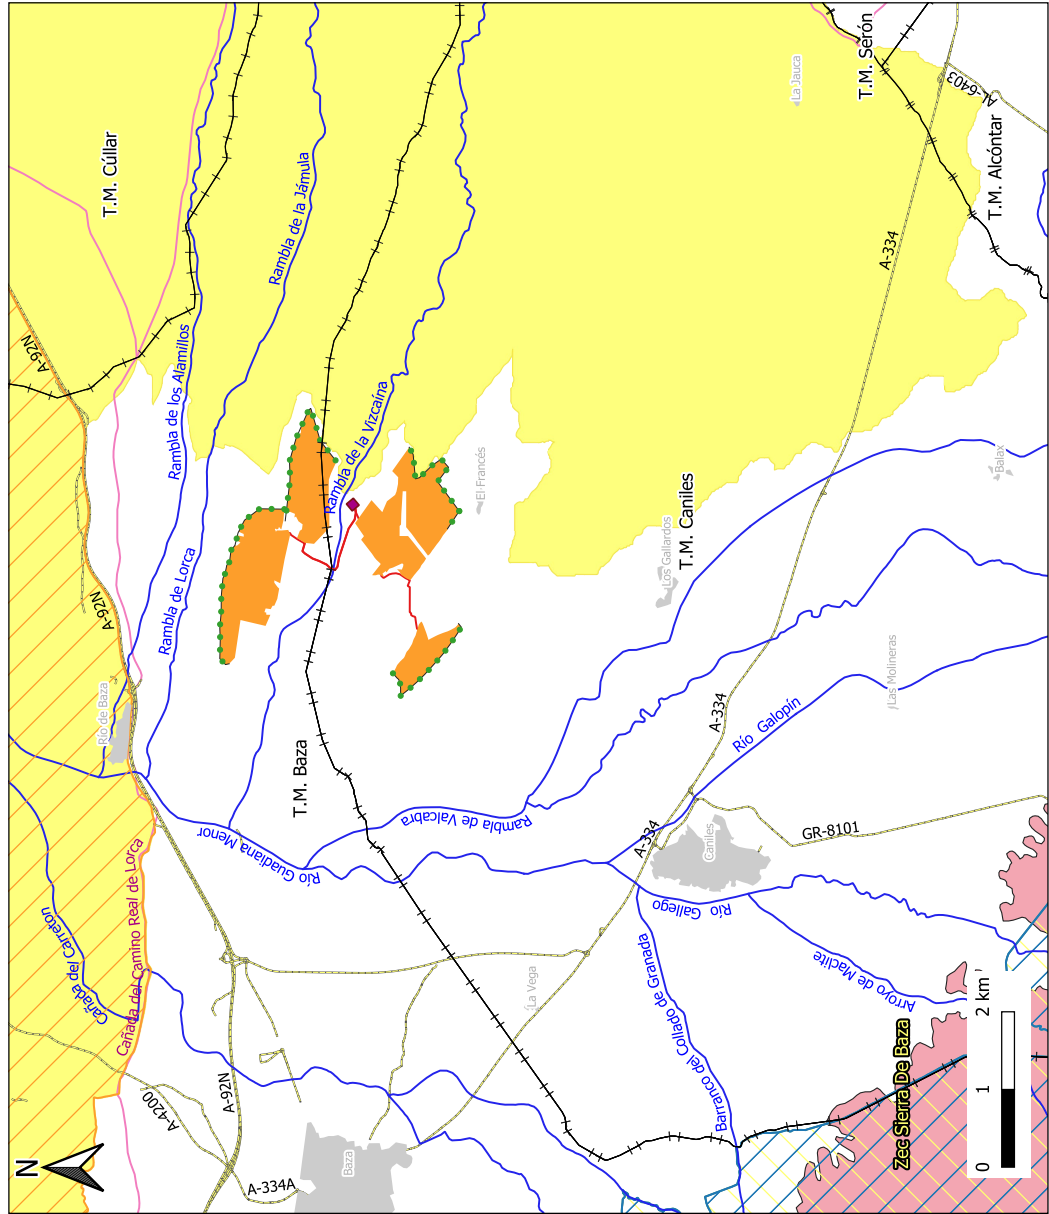 T.M. Cúllar
T.M. Serón
La Jauca
AL-6403
T.M. Alcóntar
A-334
Rambla de la Jámula
A-92N
Rambla de los Alamillos
Rambla de la Vizcaína
Rambla de Lorca
A-92N
El Francés
T.M. Caniles
Los Gallardos
Balax
Río de Baza
T.M. Baza
Las Molineras
A-334
Río Galopín
Río Guadiana Menor
Rambla de Valcabra
A-334
Caniles
GR-8101
Cañada del Camino Real de Lorca
Cañada del Carreton
Río Gallego
La Vega
Barranco del Collado de Granada
Arroyo de Maclite
Zec Sierra De Baza
A-4200
A-92N
A-334A
Baza
N
0 1 2 km